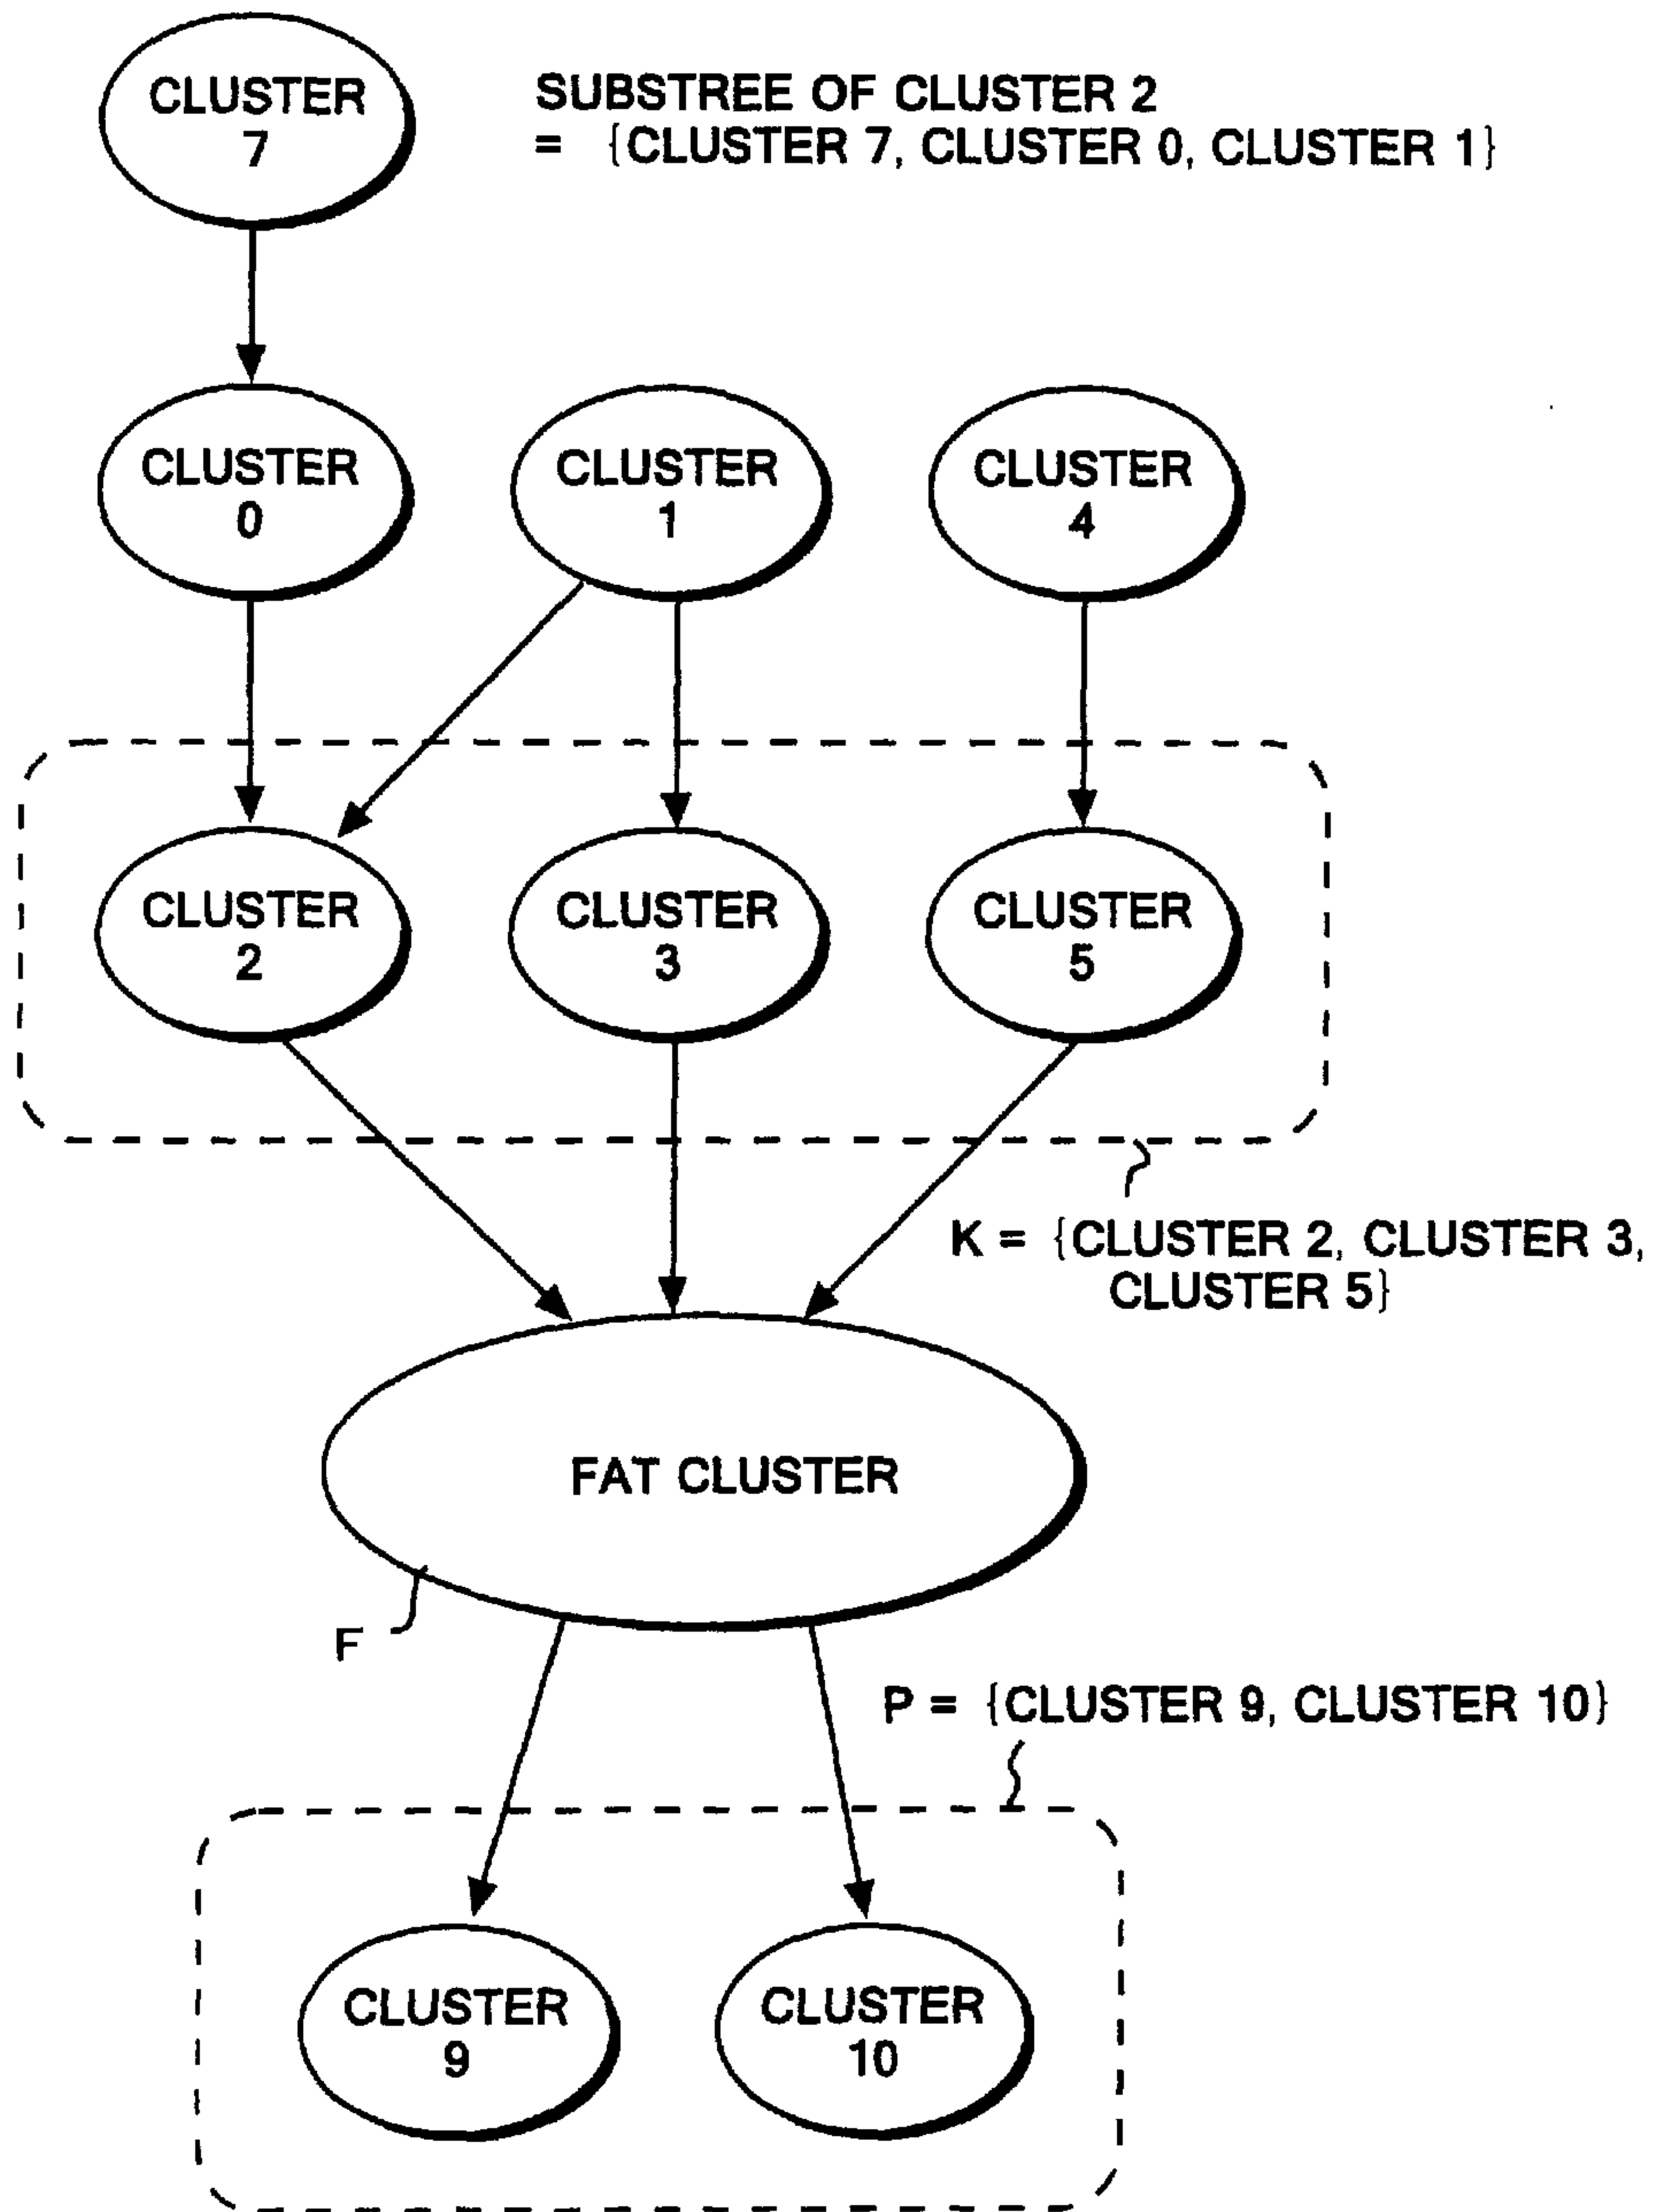 CLUSTER
7
SUBSTREE OF CLUSTER 2
= {CLUSTER 7, CLUSTER 0, CLUSTER 1}
CLUSTER
0
CLUSTER
1
CLUSTER
4
CLUSTER
2
CLUSTER
3
CLUSTER
5
K = {CLUSTER 2, CLUSTER 3,
CLUSTER 5}
FAT CLUSTER
F
P = {CLUSTER 9, CLUSTER 10}
CLUSTER
9
CLUSTER
10